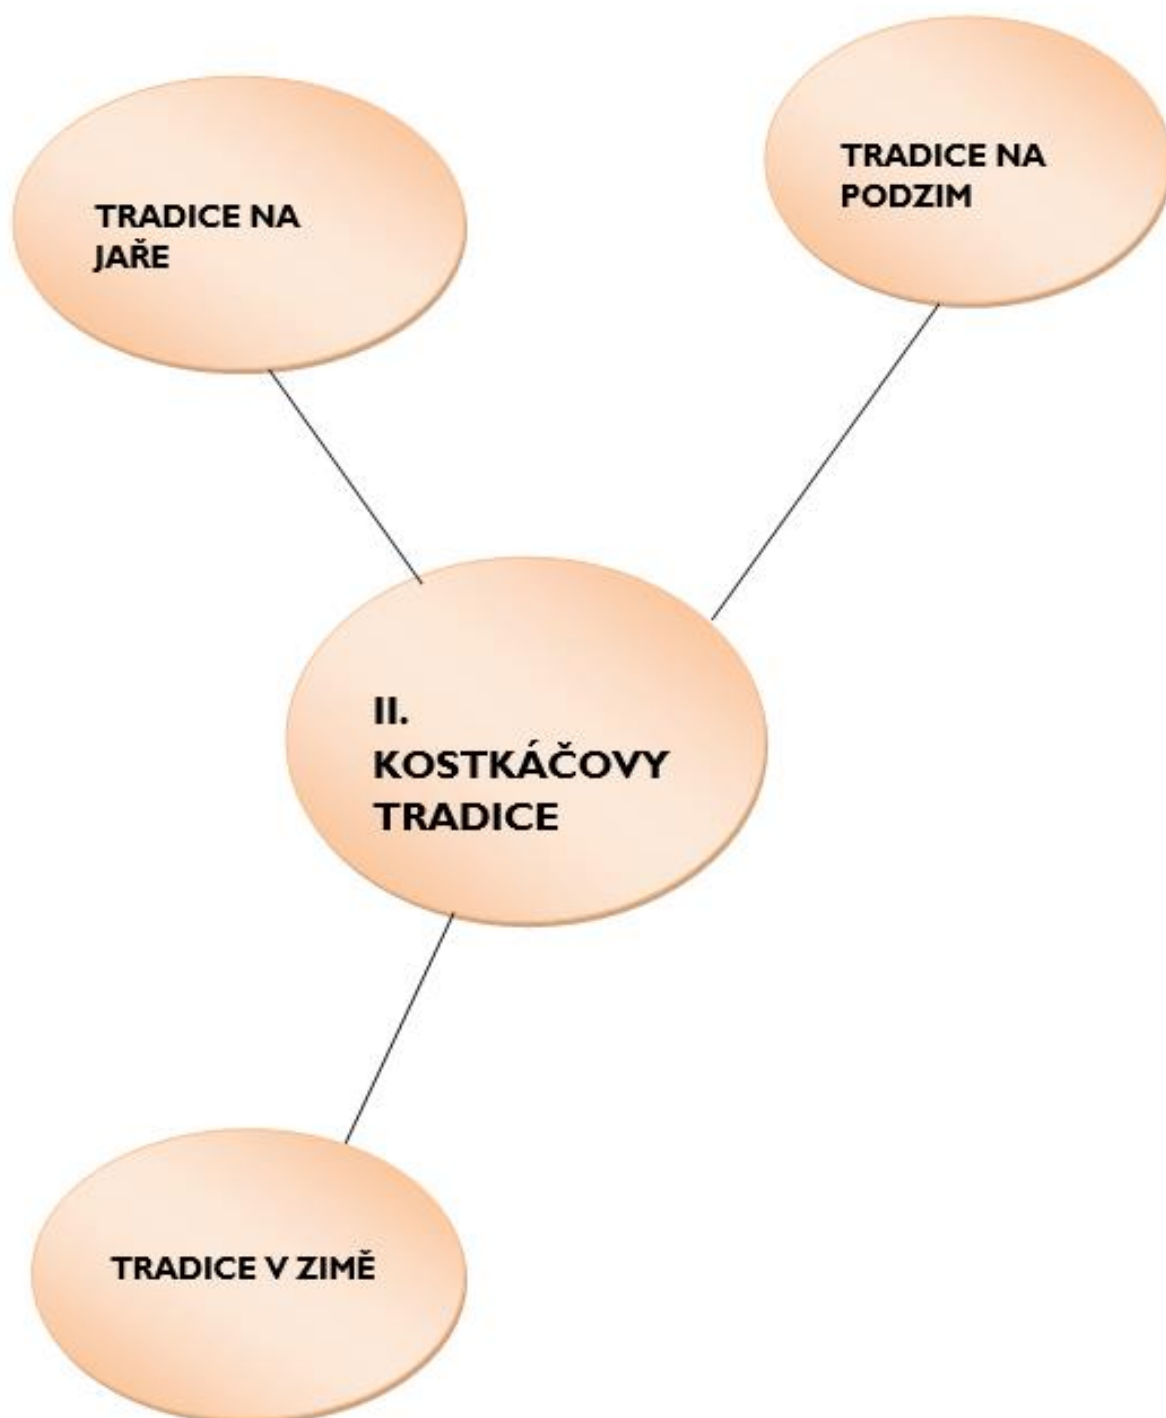 TRADICE NA
JAŘE
TRADICE NA
PODZIM
II.
KOSTKÁČOVY
TRADICE
TRADICE V ZIMĚ